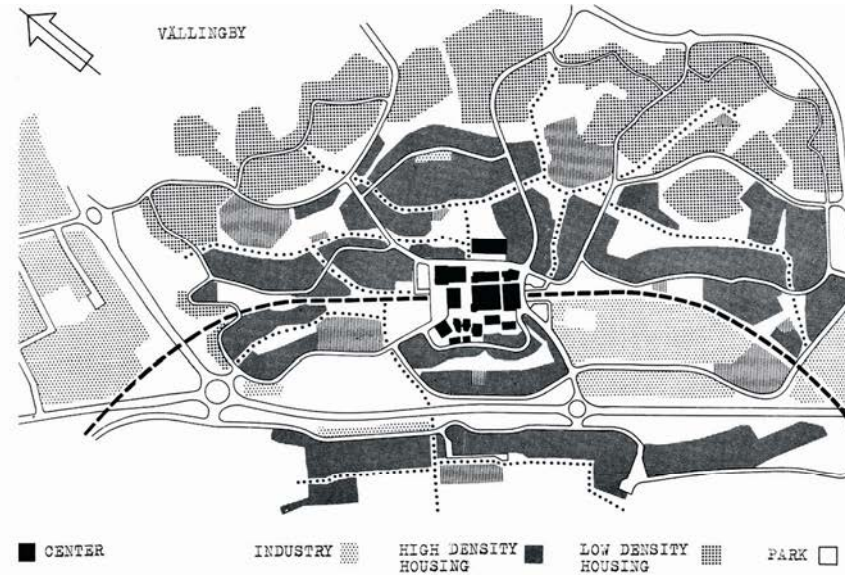 VÄLLINGBY
CENTER
INDUSTRY
HIGH DENSITY
HOUSING
LOW DENSITY
HOUSING
PARK